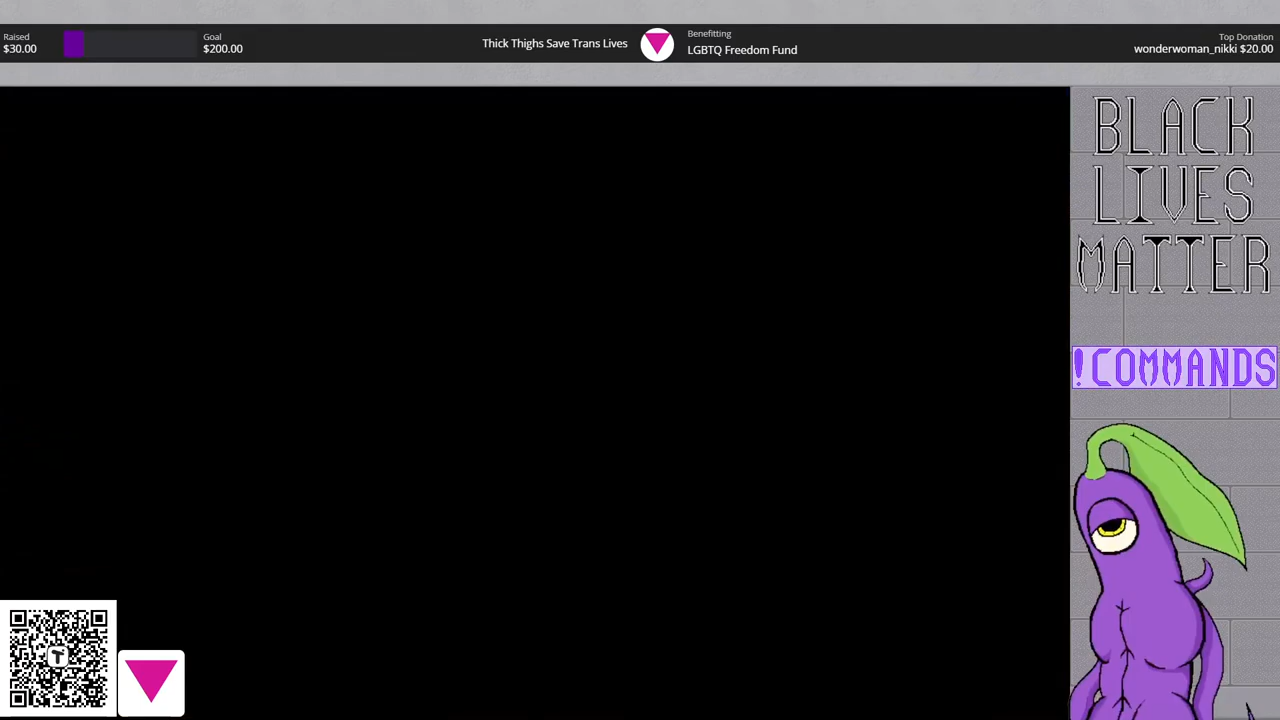 Raised
$30.00
Goal
$200.00
Thick Thighs Save Trans Lives
Benefitting
LGBTQ Freedom Fund
Top Donation
wonderwoman_nikki $20.00
BLACK
LIVES
MATTER
!COMMANDS
T